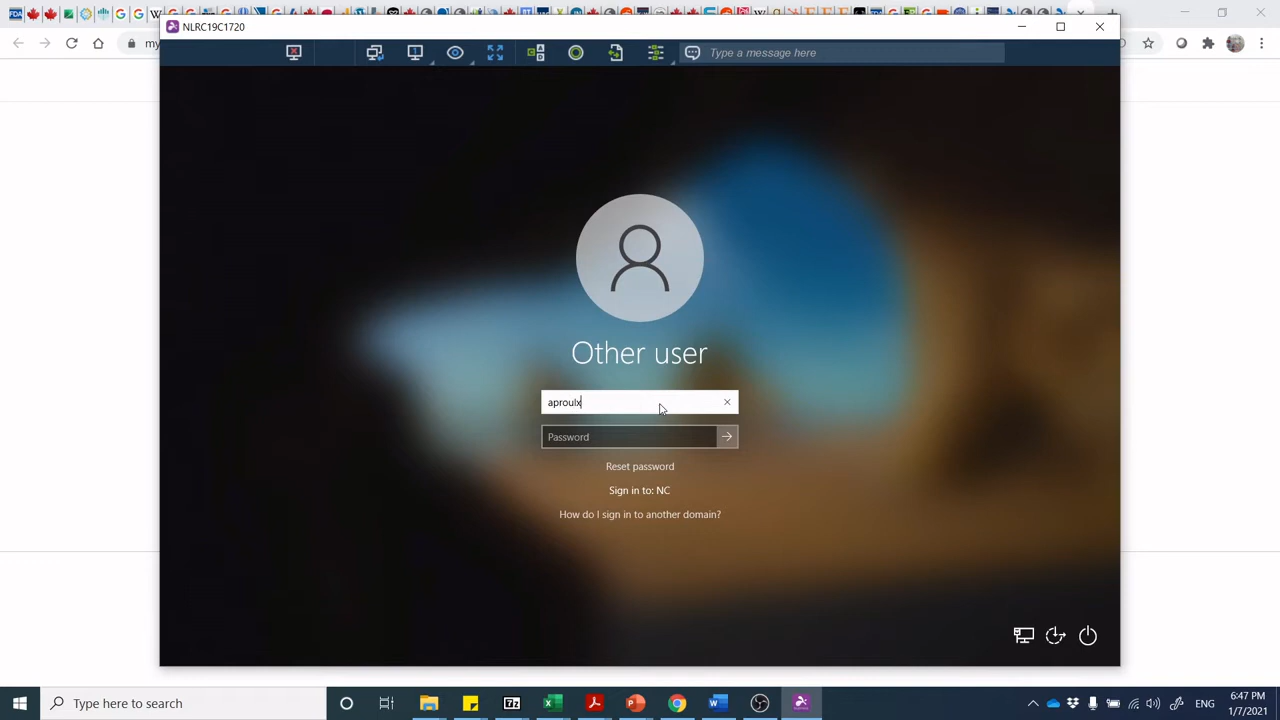 NLRC19C1720
Type a message here
my
Other user
aproulx
Password
Reset password
Sign in to: NC
How do I sign in to another domain?
Type here to search
ENG
6:47 PM
1/7/2021